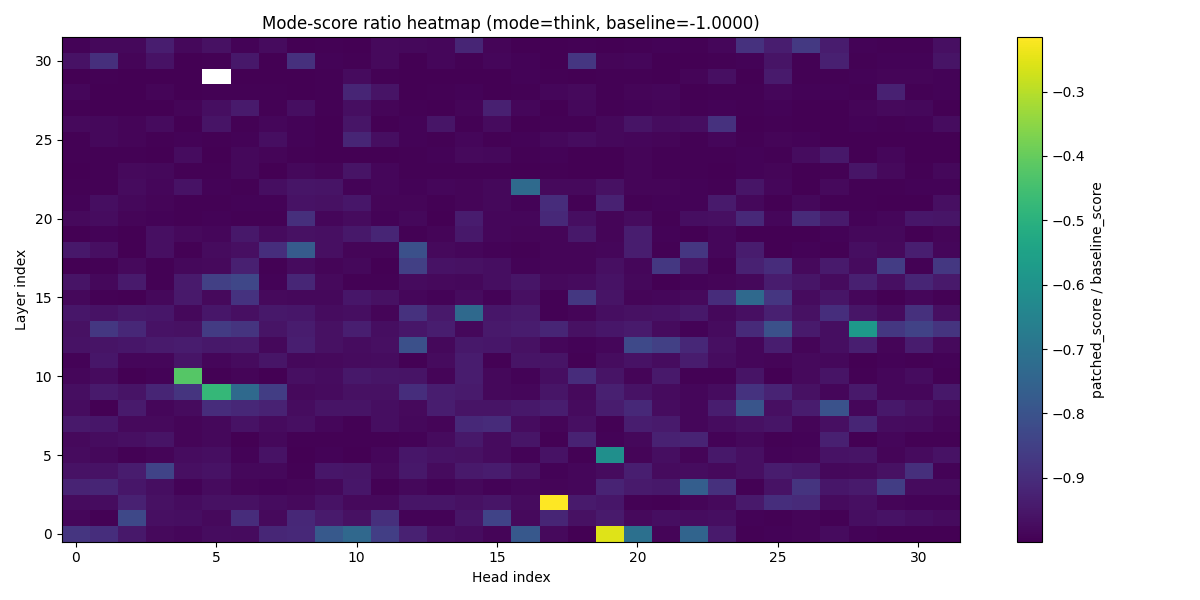 Mode-score ratio heatmap (mode=think, baseline=-1.0000)
30
25
20
15
10
5
0
Layer index
0 5 10 15 20 25 30
Head index
−0.3
−0.4
−0.5
−0.6
−0.7
−0.8
−0.9
patched_score / baseline_score